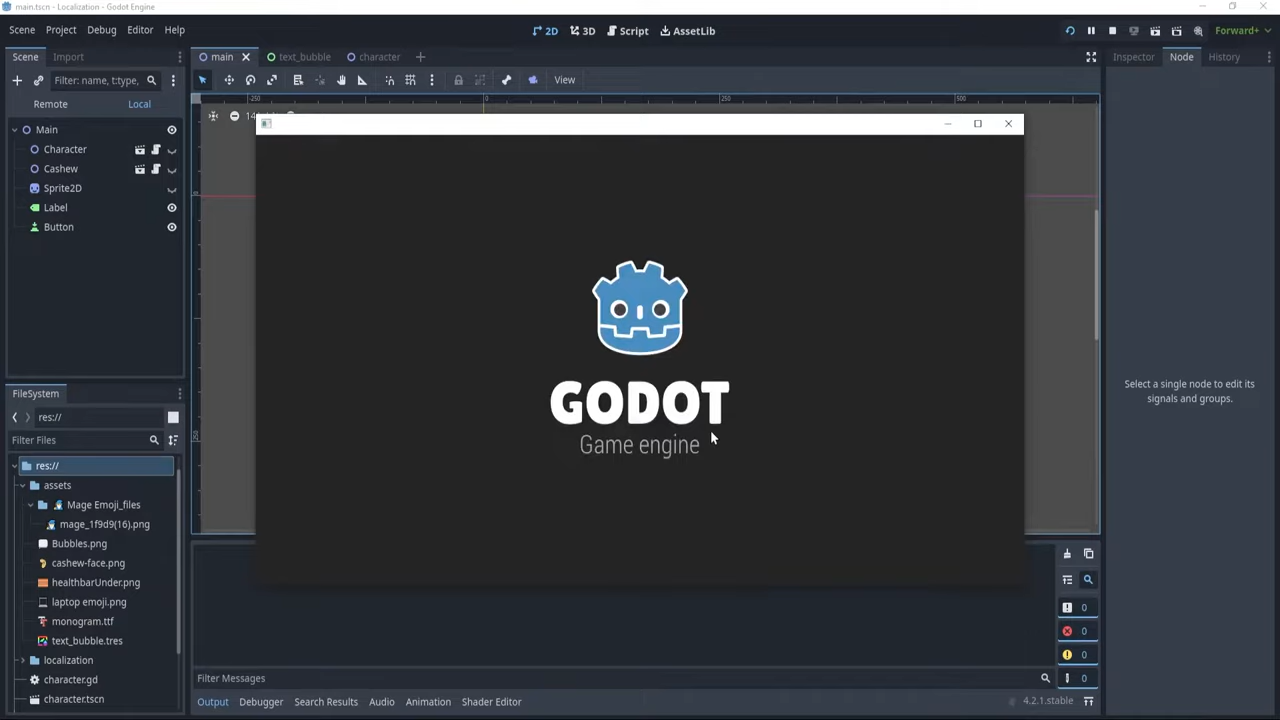 main.tscn - Localization - Godot Engine
Scene Project Debug Editor Help
2D 3D Script AssetLib
Forward+
Scene Import
main text_bubble character
Inspector Node History
Filter: name, t:type,
View
Remote Local
-250 0 250 500
Main
Character
Cashew
Sprite2D
Label
Button
GODOT
Game engine
Select a single node to edit its
signals and groups.
FileSystem
res://
Filter Files
res://
assets
Mage Emoji_files
mage_1f9d9(16).png
Bubbles.png
cashew-face.png
healthbarUnder.png
laptop emoji.png
monogram.ttf
text_bubble.tres
localization
character.gd
character.tscn
0
0
0
0
Filter Messages
Output Debugger Search Results Audio Animation Shader Editor
4.2.1.stable